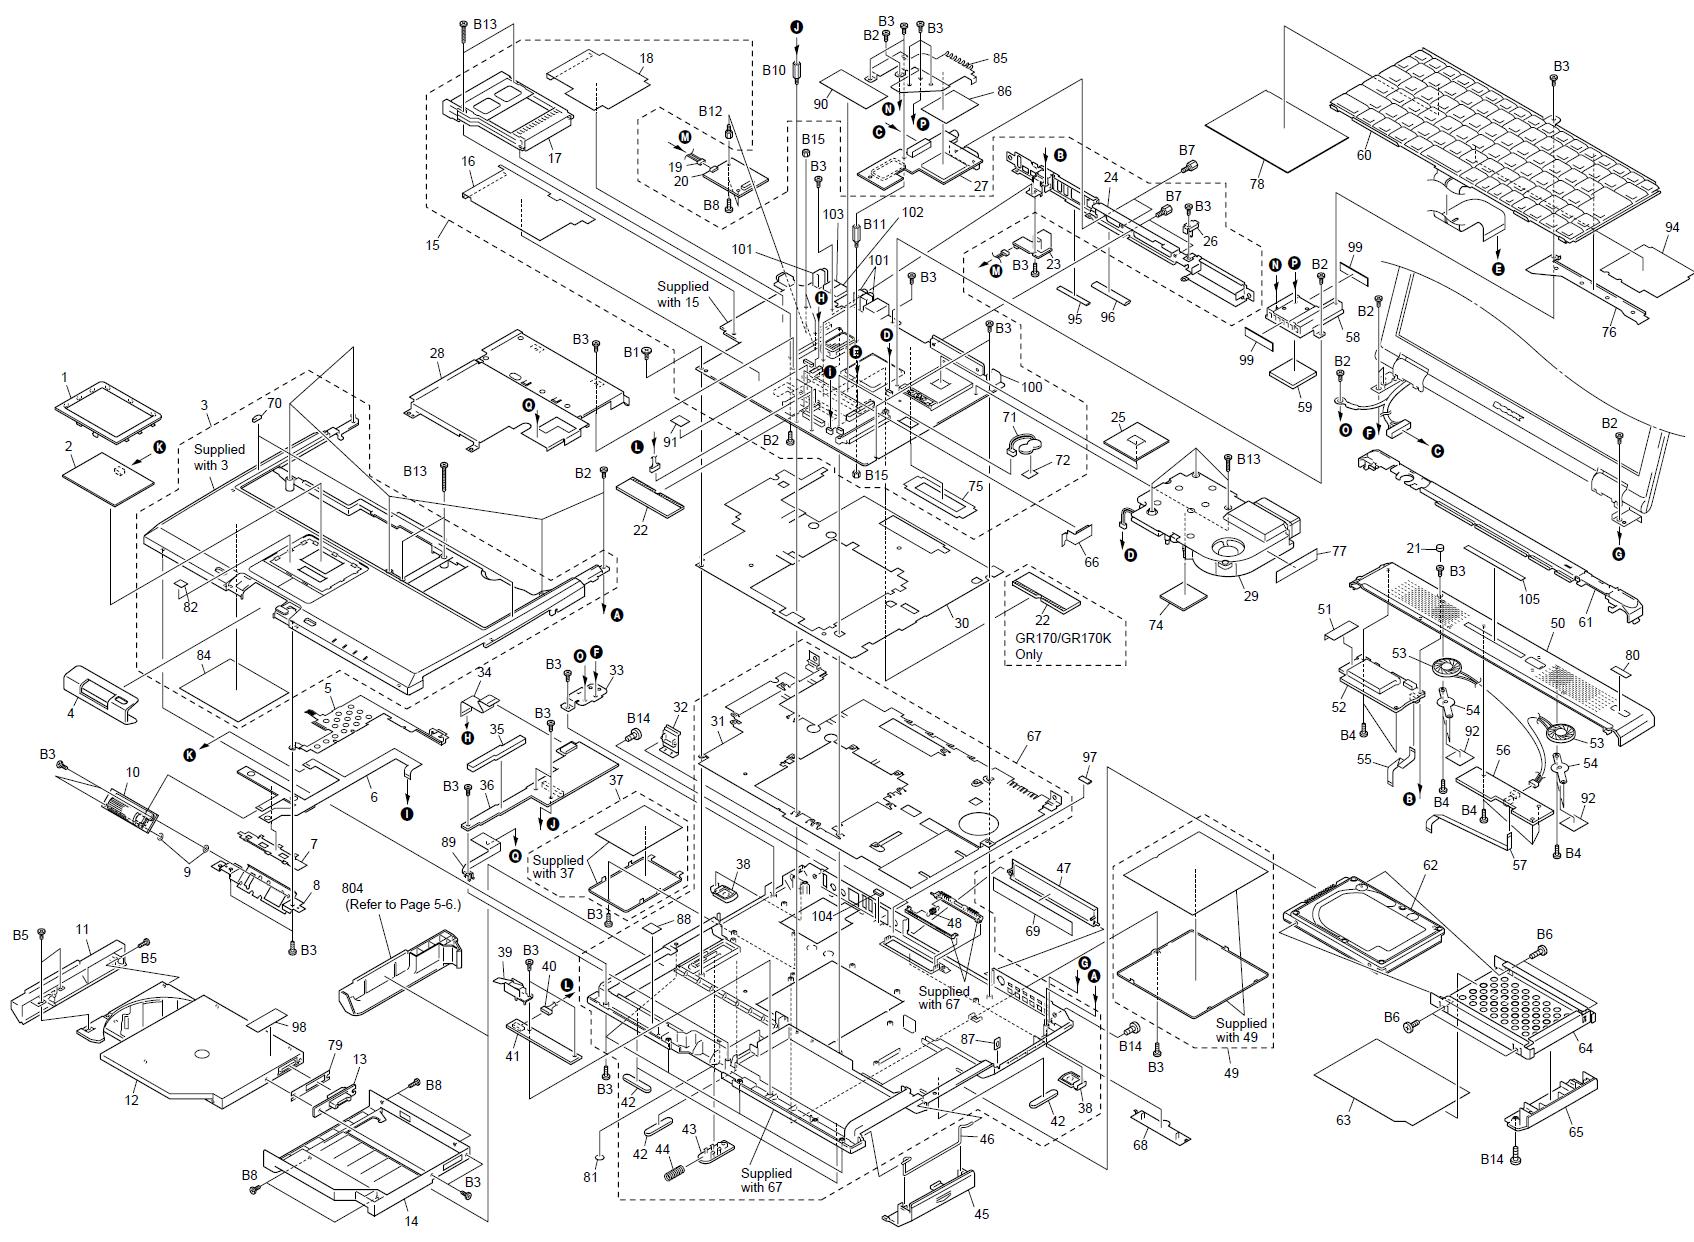 B13
18
17
16
15
J
B10
B12
M
19
20
B8
B15
B3
103
102
B11
101
101
Supplied
with 15
H
B3
B2
B3
B3
85
90
86
N
C
P
27
B
24
B7
B7
B3
26
M
B3
23
95
96
78
60
B3
E
94
76
99
N
P
B2
58
99
59
B2
B2
O
F
C
B2
G
61
1
2
K
3
70
Supplied
with 3
28
B3
B1
Q
91
B2
L
22
B13
B2
A
82
84
4
D
E
I
B3
100
B15
71
72
75
66
25
B13
D
29
77
74
30
22
GR170/GR170K
Only
21
B3
105
50
51
53
80
52
54
B4
92
55
B
B4
B4
56
53
54
92
57
B4
5
34
H
B3
O
F
33
B14
32
31
67
97
K
35
B3
36
B3
37
J
Q
89
6
I
B3
10
7
9
8
B3
Supplied
with 37
B3
38
88
104
48
47
69
Supplied
with 67
Supplied
with 49
49
B3
62
B6
B6
64
63
65
B14
804
(Refer to Page 5-6.)
B5
11
B5
98
12
79
13
B8
B8
B3
14
39
B3
40
L
41
B3
42
42
43
44
81
Supplied
with 67
G
A
87
B14
38
42
68
46
45